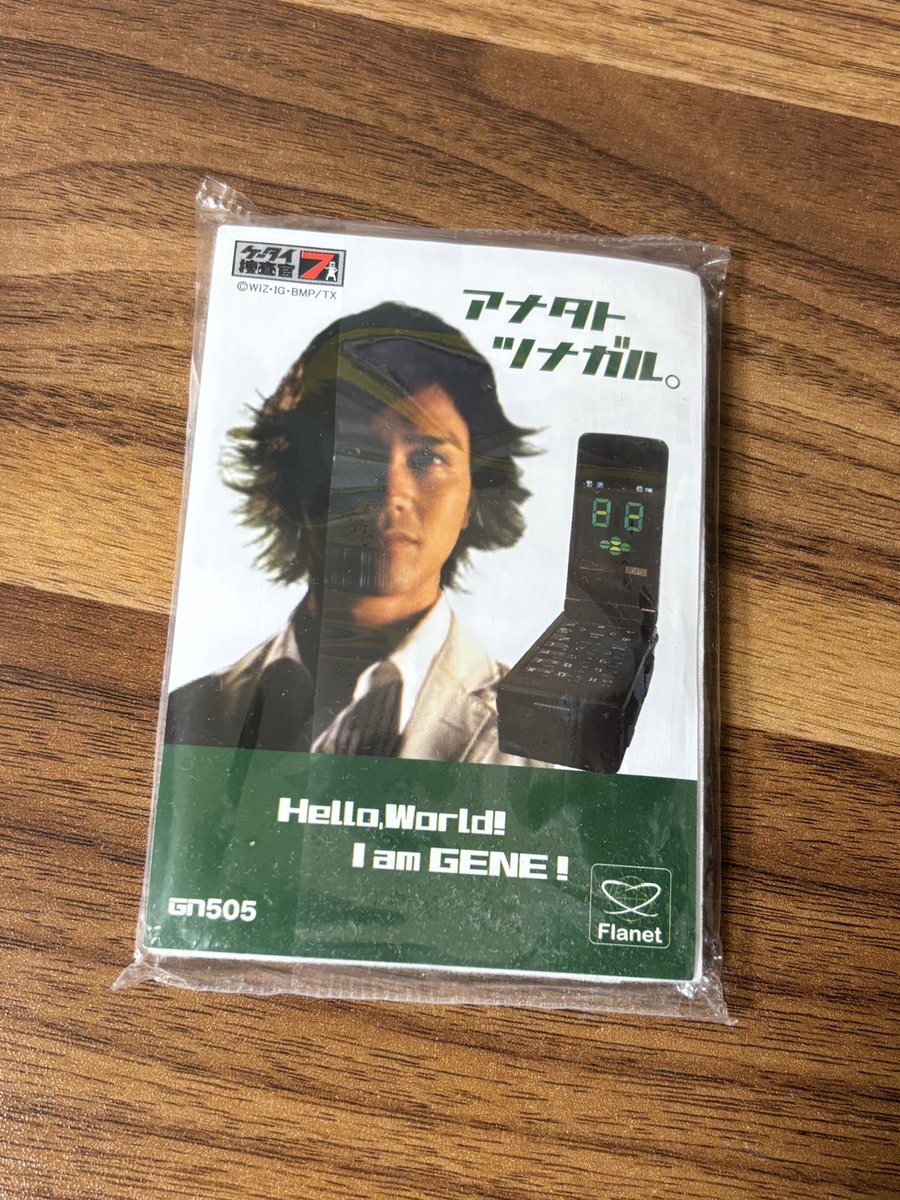 ケータイ
捜査官7
©WiZ・IG・BMP/TX
アナタト
ツナガル。
Hello,World!
I am GENE!
GN505
Flanet